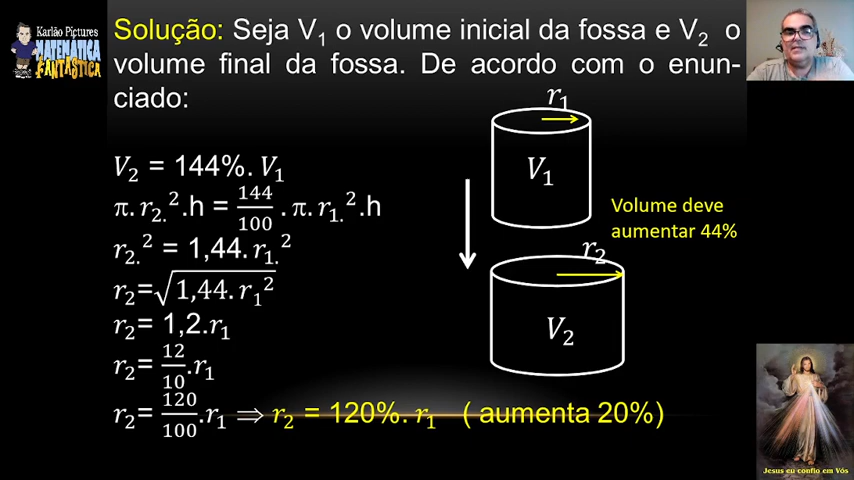 Karlão Pictures
MATEMÁTICA
FANTÁSTICA
Solução: Seja V₁ o volume inicial da fossa e V₂ o
volume final da fossa. De acordo com o enun-
ciado:
V₂ = 144%. V₁
π. r₂.².h = 144/100 . π. r₁.².h
r₂.² = 1,44. r₁.²
r₂=√1,44. r₁²
r₂= 1,2.r₁
r₂= 12/10.r₁
r₂= 120/100.r₁ ⇒ r₂ = 120%. r₁ ( aumenta 20%)
r₁
V₁
Volume deve
aumentar 44%
r₂
V₂
Jesus eu confio em Vós